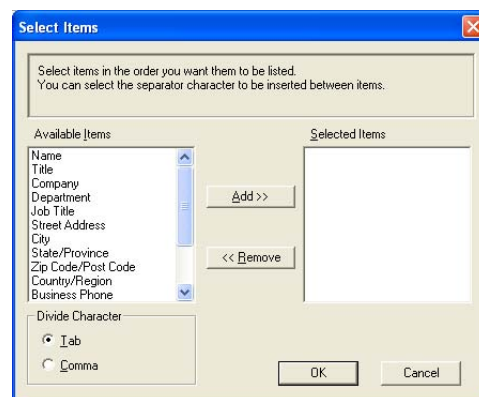 Select Items
Select items in the order you want them to be listed.
You can select the separator character to be inserted between items.
Available Items
Selected Items
Name
Title
Company
Department
Job Title
Street Address
City
State/Province
Zip Code/Post Code
Country/Region
Business Phone
Add >>
<< Remove
Divide Character
Tab
Comma
OK
Cancel